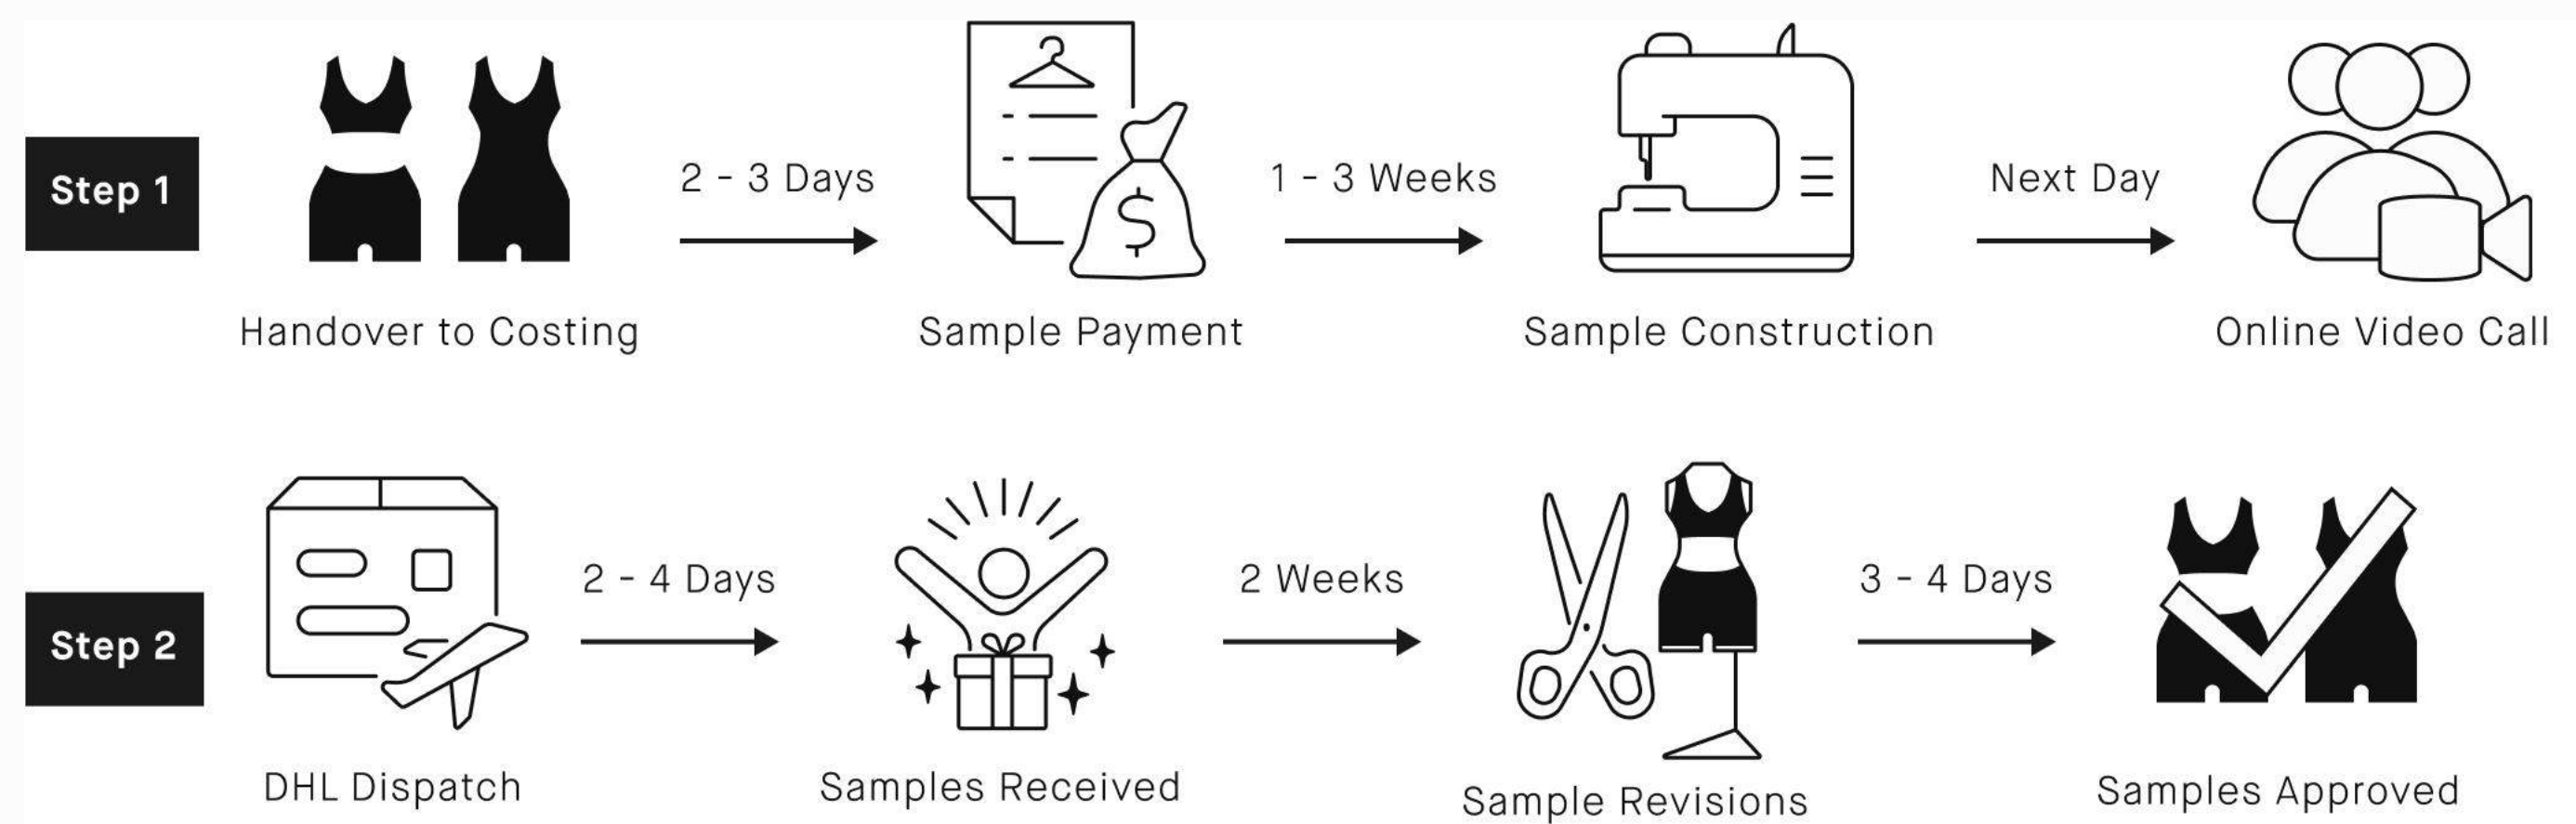 Step 1
2 - 3 Days
1 - 3 Weeks
Next Day
$
Handover to Costing
Sample Payment
Sample Construction
Online Video Call
Step 2
2 - 4 Days
2 Weeks
3 - 4 Days
DHL Dispatch
Samples Received
Sample Revisions
Samples Approved